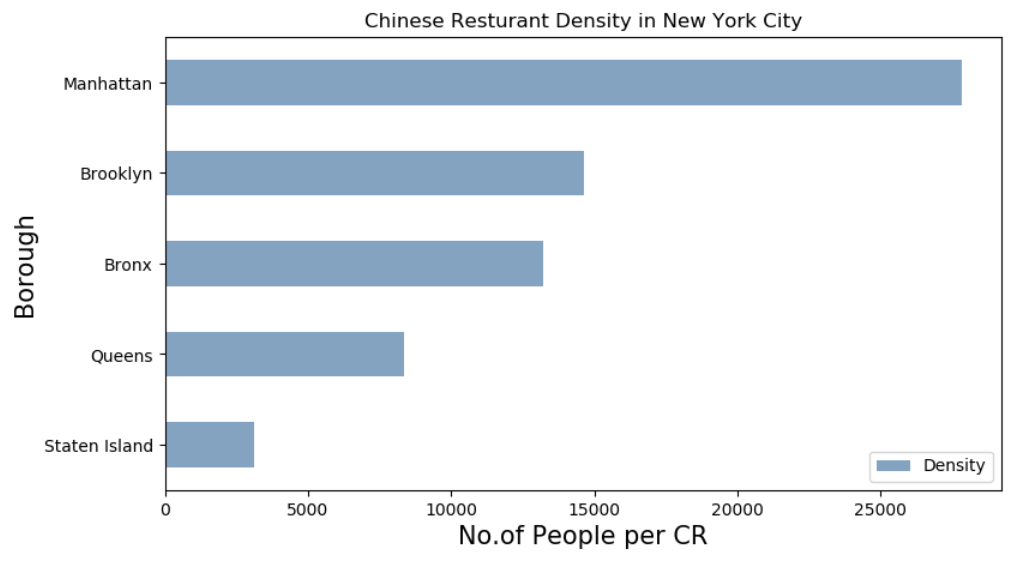 Chinese Resturant Density in New York City
Borough
Manhattan
Brooklyn
Bronx
Queens
Staten Island
Density
0 5000 10000 15000 20000 25000
No.of People per CR